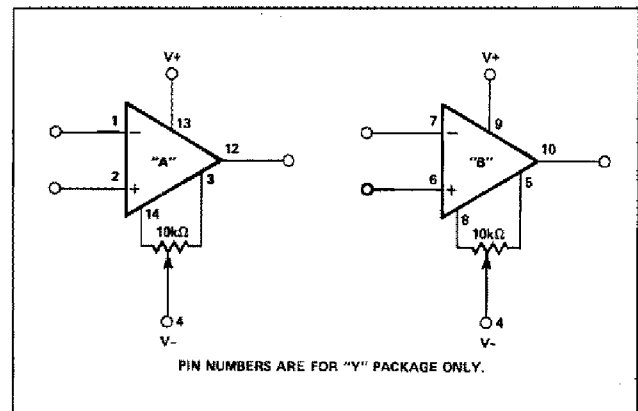 V+ V+
1 − 13 7 − 9
"A" 12 "B" 10
2 + 3 6 + 5
14 8
10kΩ 10kΩ
4 4
V− V−
PIN NUMBERS ARE FOR "Y" PACKAGE ONLY.